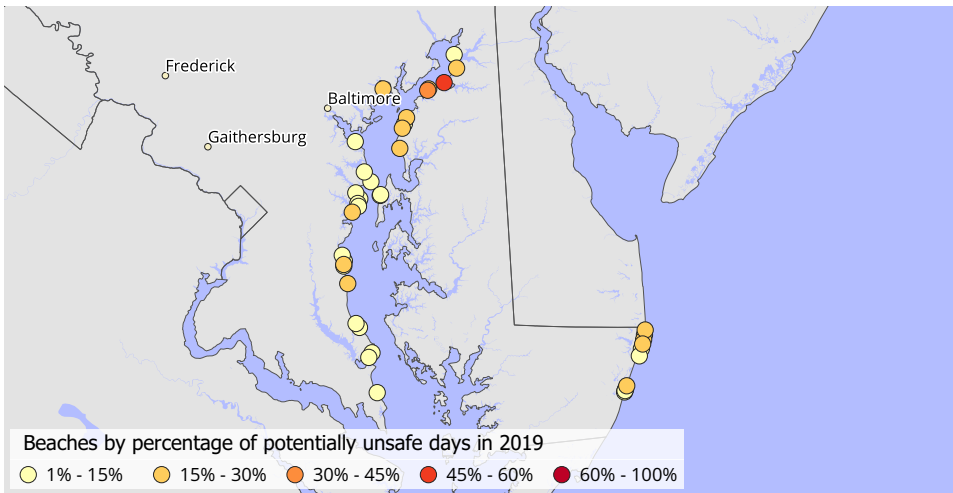 Frederick
Baltimore
Gaithersburg
Beaches by percentage of potentially unsafe days in 2019
1% - 15% 15% - 30% 30% - 45% 45% - 60% 60% - 100%